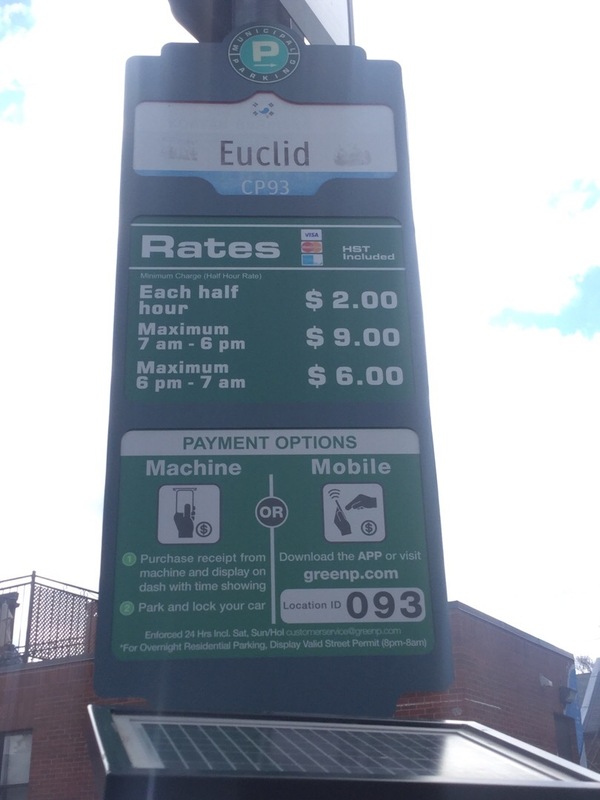 MUNICIPAL
P
PARKING
Euclid
CP93
Rates
VISA
HST
Included
Minimum Charge (Half Hour Rate)
Each half
hour
$ 2.00
Maximum
7 am - 6 pm
$ 9.00
Maximum
6 pm - 7 am
$ 6.00
PAYMENT OPTIONS
Machine
OR
Mobile
$
$
1 Purchase receipt from
machine and display on
dash with time showing
2 Park and lock your car
Download the APP or visit
greenp.com
Location ID 093
Enforced 24 Hrs Incl. Sat, Sun/Hol customerservice@greenp.com
*For Overnight Residential Parking, Display Valid Street Permit (8pm-8am)